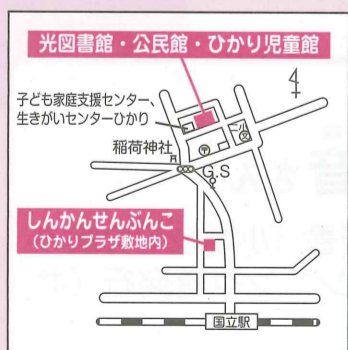 光図書館・公民館・ひかり児童館
子ども家庭支援センター、
生きがいセンターひかり
二小
文
〒
稲荷神社
G.S
しんかんせんぶんこ
（ひかりプラザ敷地内）
国立駅